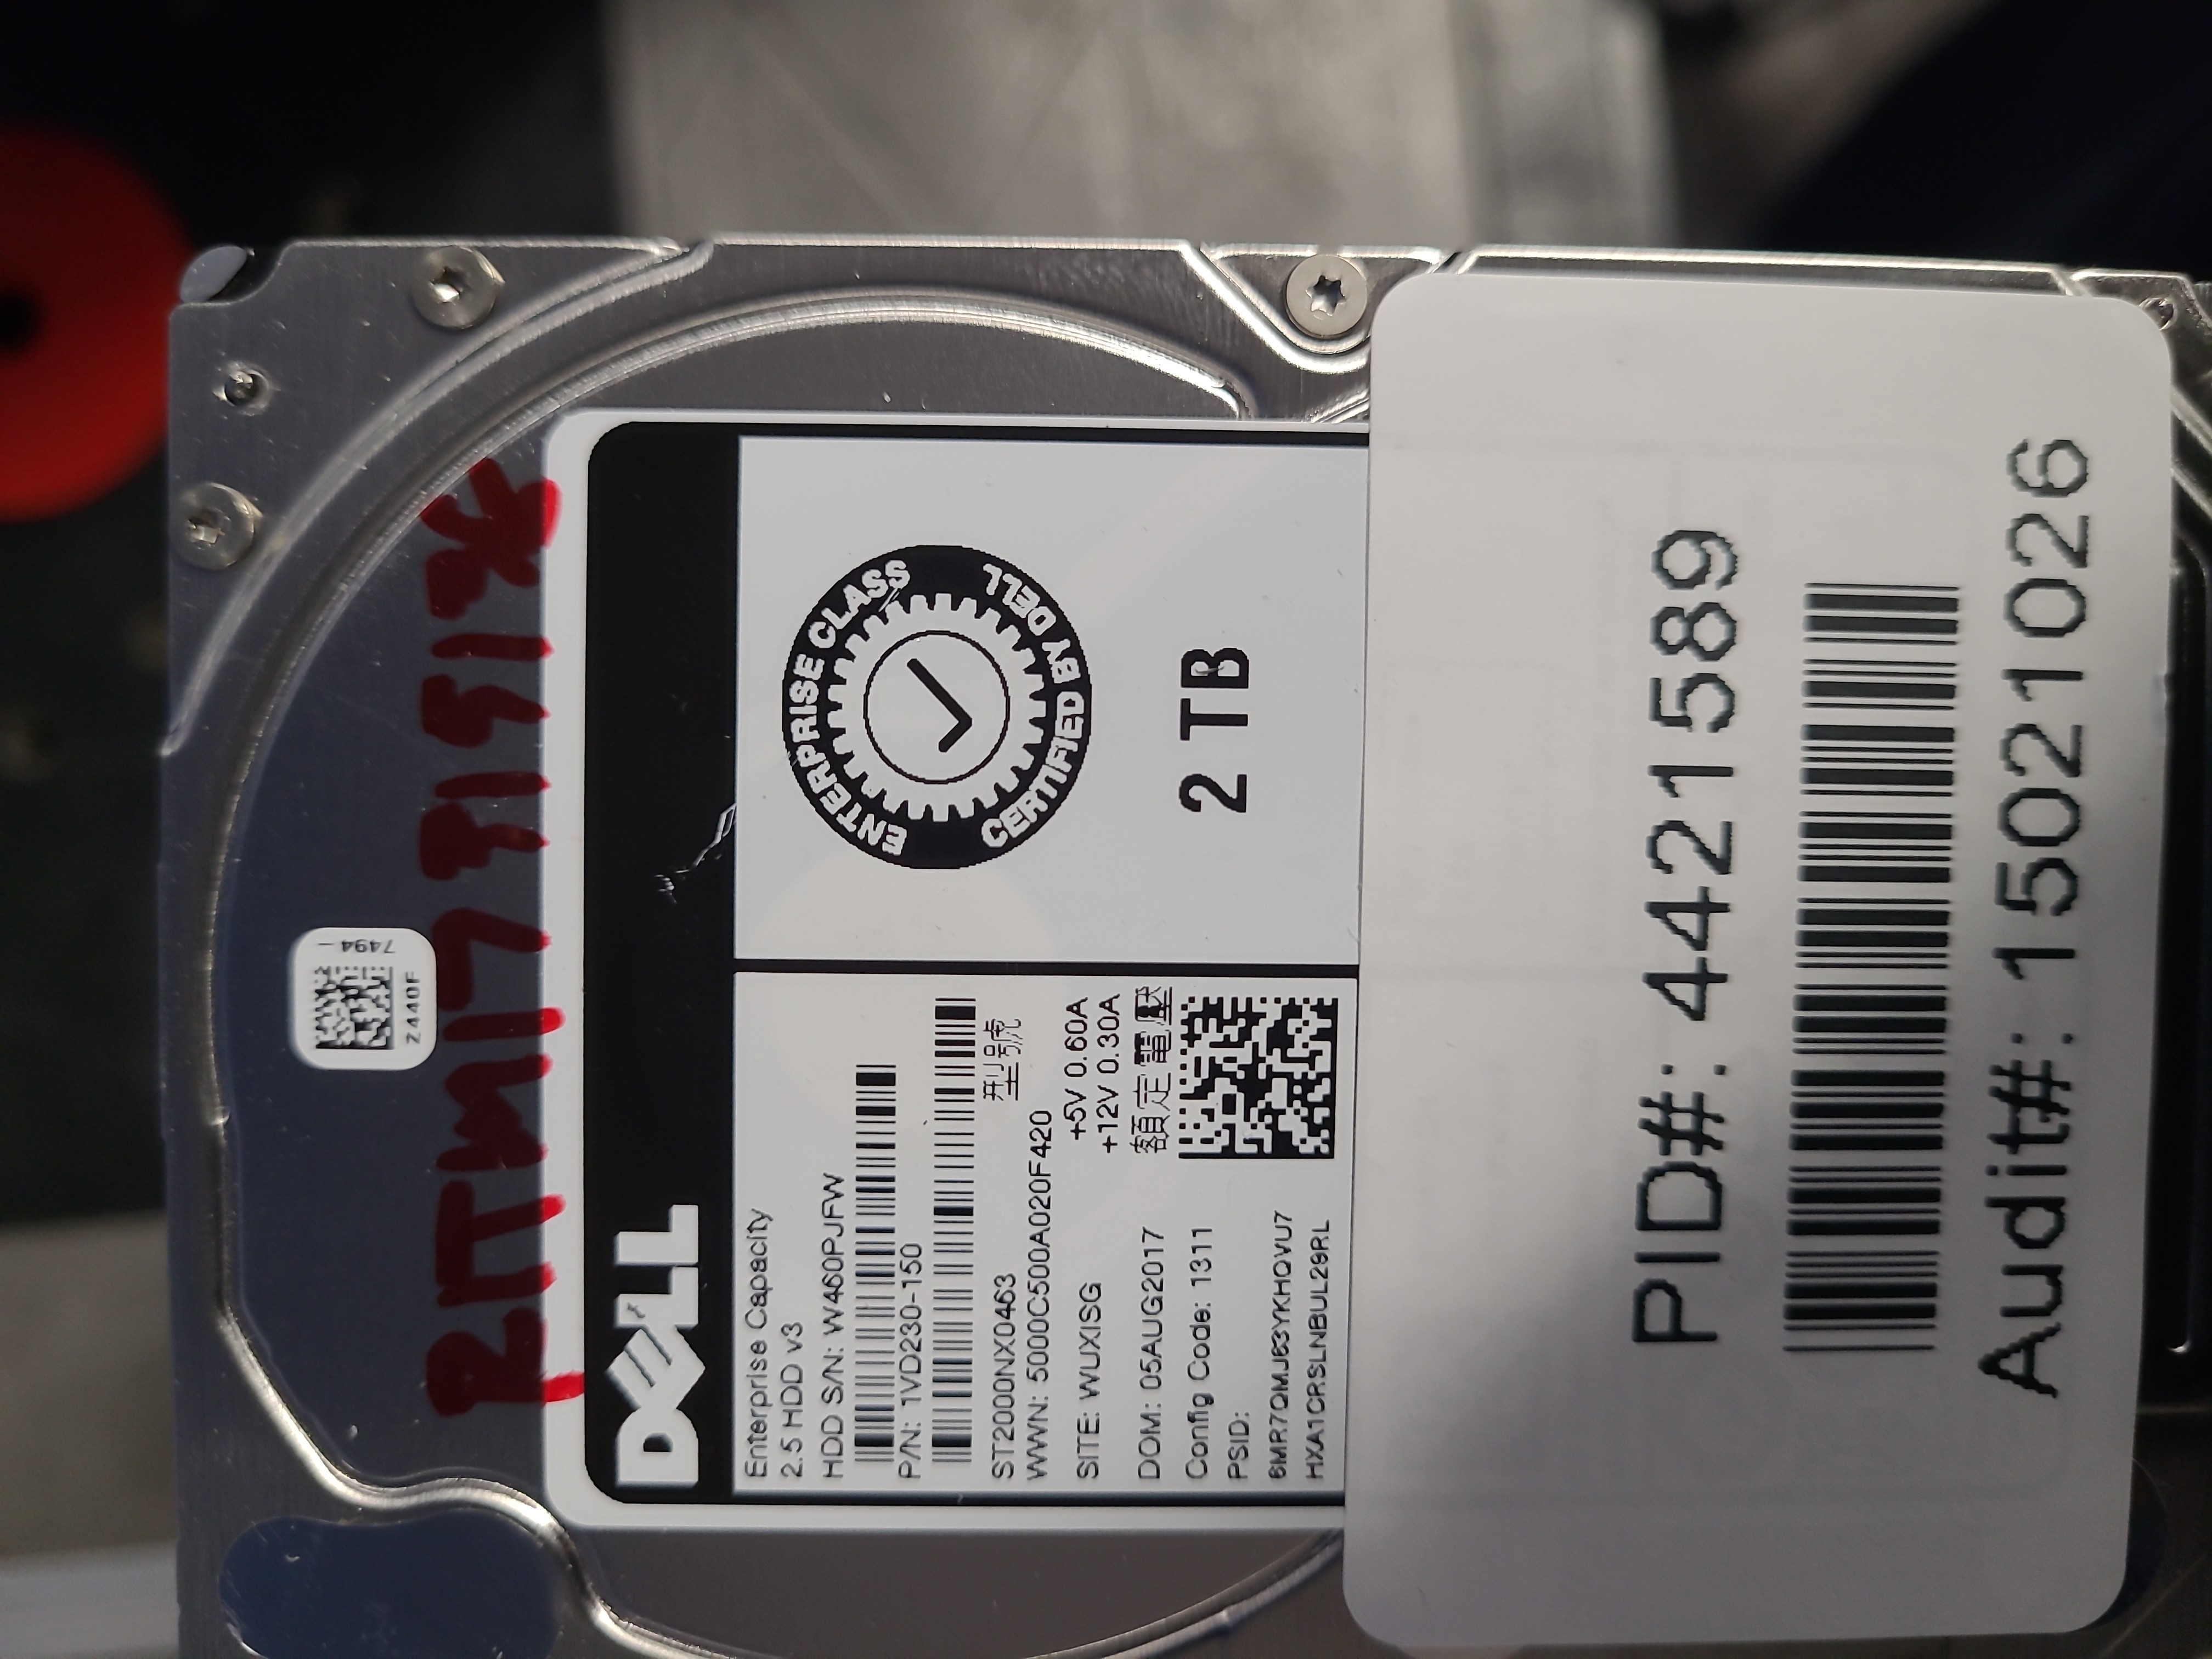 7494-
Z440F
DELL
Enterprise Capacity
2.5 HDD v3
HDD S/N: W460PJFW
P/N: 1VD230-150
ST2000NX0463 型號
WWN: 5000C500A020F420
+5V 0.60A
SITE: WUXISG
+12V 0.30A
DOM: 05AUG2017
額定電壓
Config Code: 1311
PSID:
6MR7QMJ63YKHQVU7
HXA1CRSLNBUL29RL
ENTERPRISE CLASS
CERTIFIED BY DELL
2 TB
PID#: 4421589
Audit#: 15021026